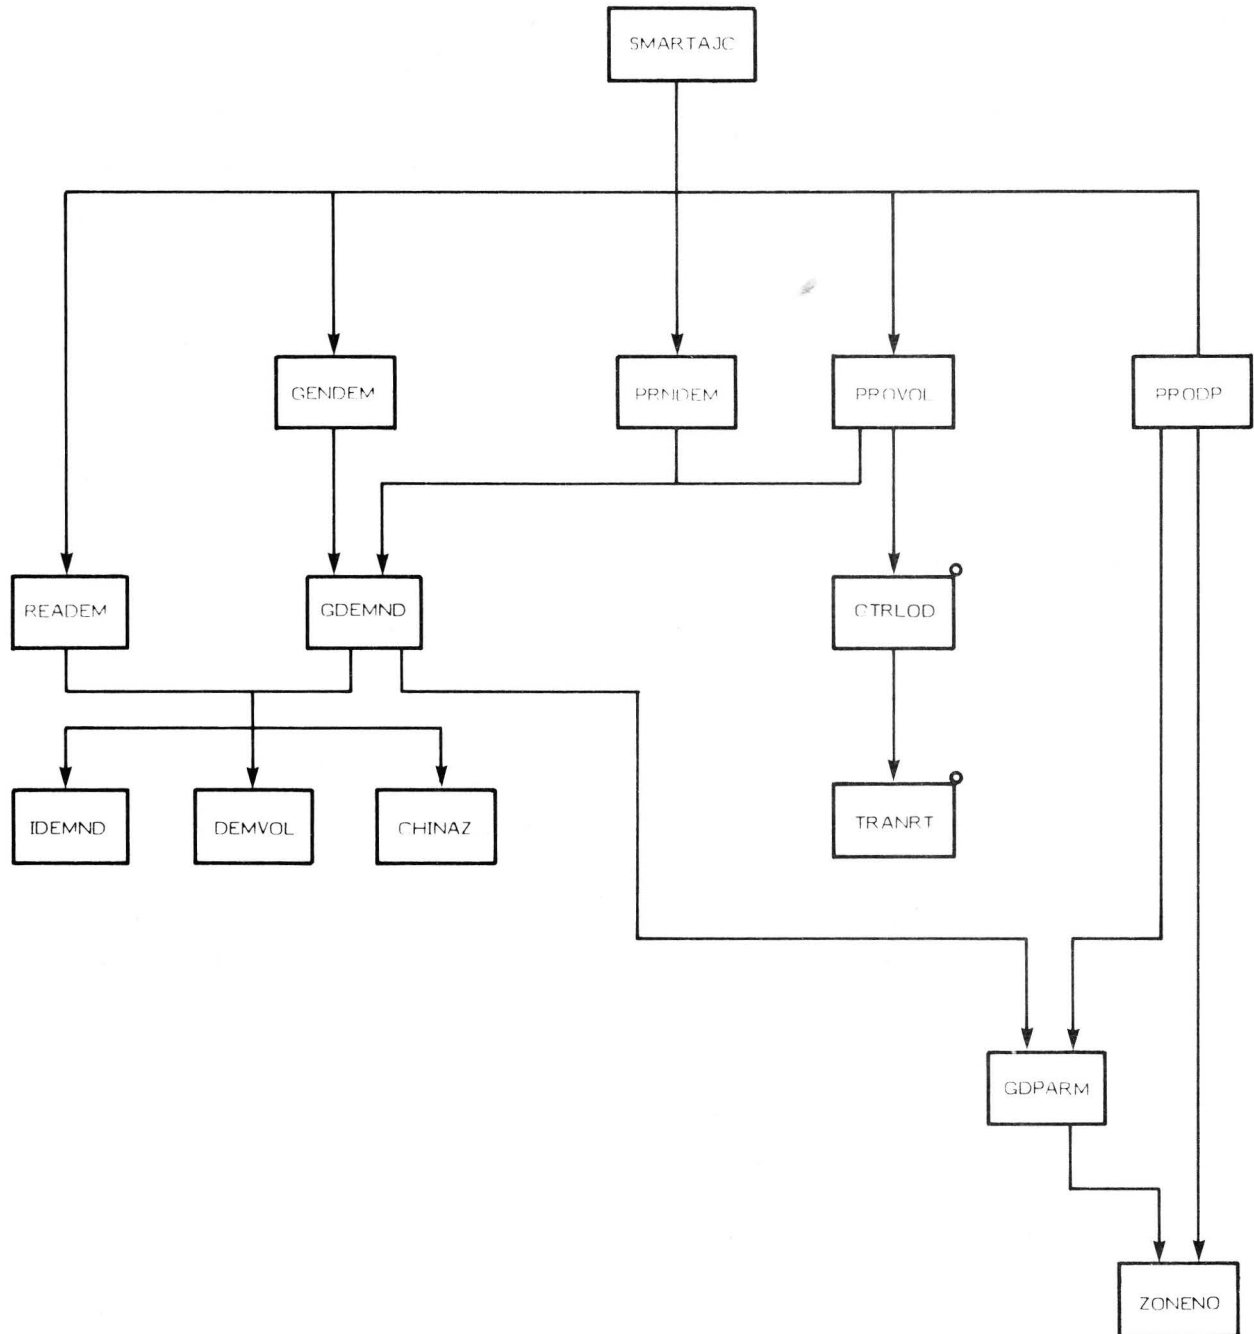 SMARTAJC
GENDEM
PRNDEM
PROVOL
PRODP
READEM
GDEMND
CTRLOD
IDEMND
DEMVOL
CHINAZ
TRANRT
GDPARM
ZONENO